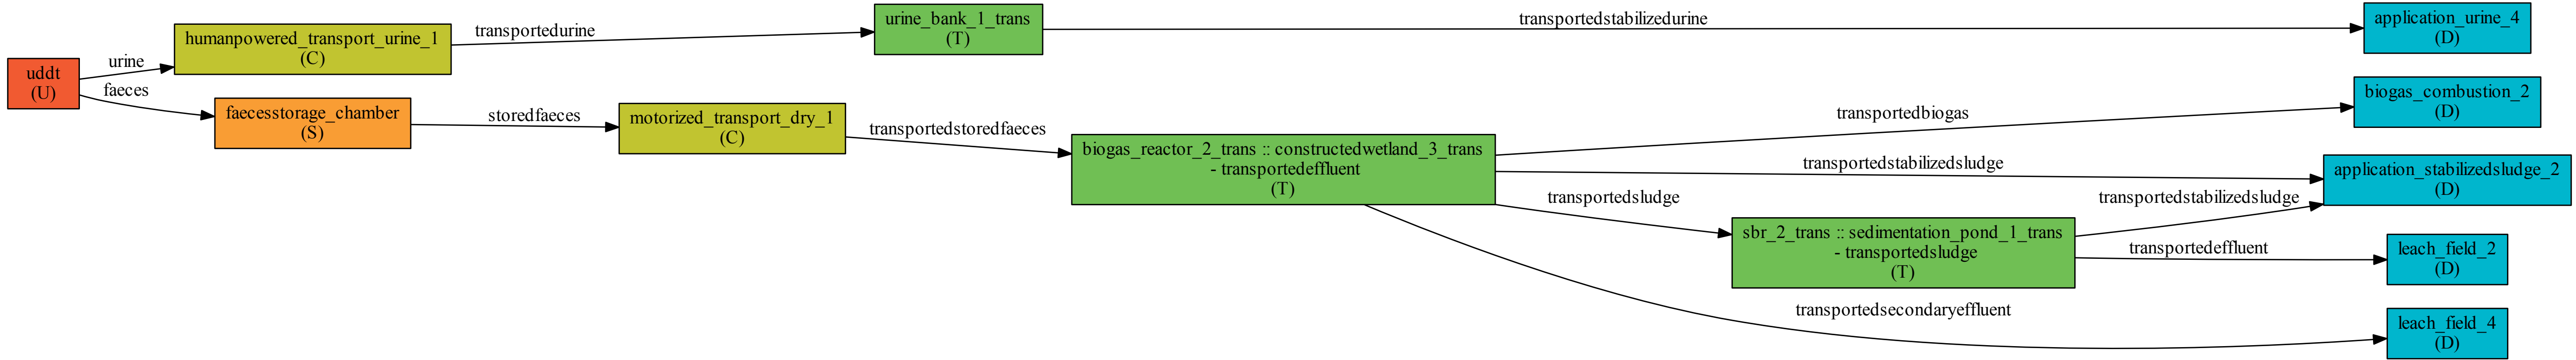 uddt
(U)
urine
faeces
humanpowered_transport_urine_1
(C)
faecesstorage_chamber
(S)
transportedurine
storedfaeces
urine_bank_1_trans
(T)
motorized_transport_dry_1
(C)
transportedstoredfaeces
biogas_reactor_2_trans :: constructedwetland_3_trans
- transportedeffluent
(T)
transportedstabilizedurine
transportedbiogas
transportedstabilizedsludge
transportedsludge
transportedsecondaryeffluent
sbr_2_trans :: sedimentation_pond_1_trans
- transportedsludge
(T)
transportedstabilizedsludge
transportedeffluent
application_urine_4
(D)
biogas_combustion_2
(D)
application_stabilizedsludge_2
(D)
leach_field_2
(D)
leach_field_4
(D)